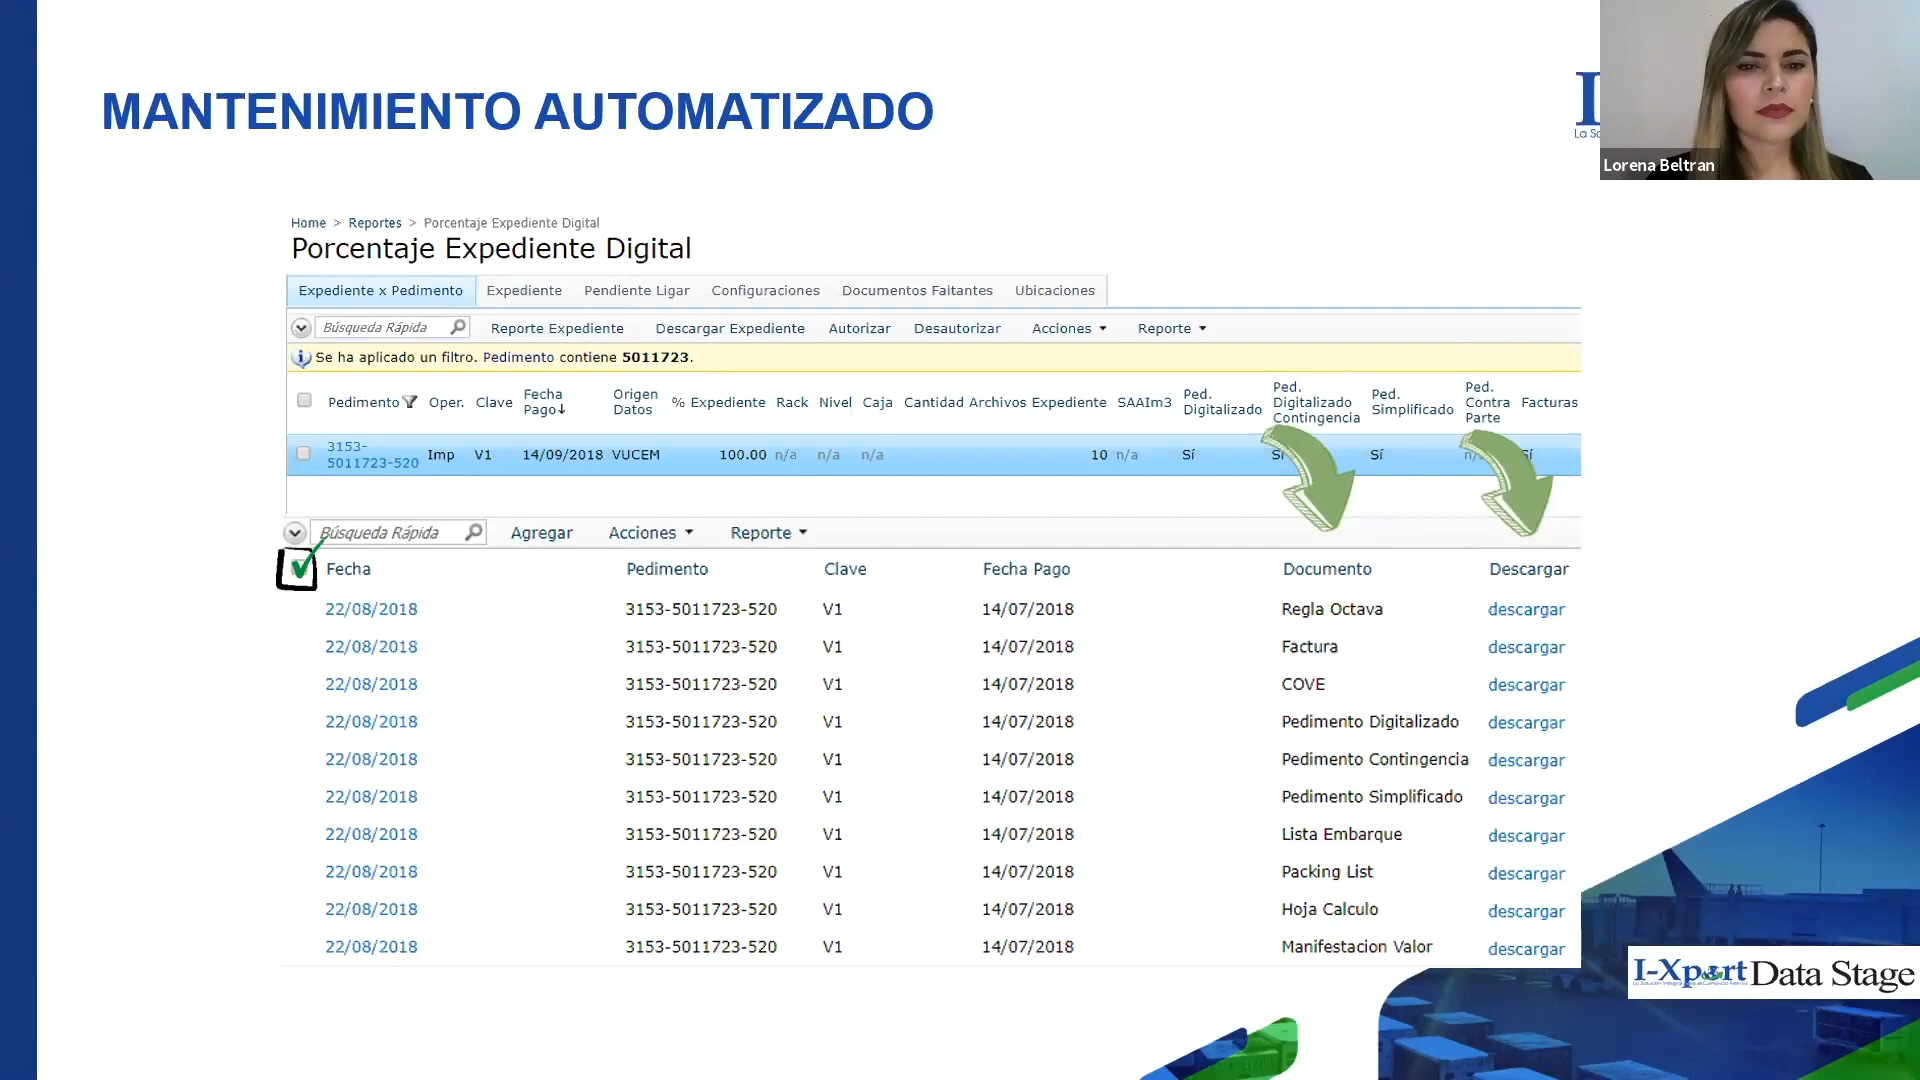 MANTENIMIENTO AUTOMATIZADO
Lorena Beltran
Home > Reportes > Porcentaje Expediente Digital
Porcentaje Expediente Digital
Expediente x Pedimento Expediente Pendiente Ligar Configuraciones Documentos Faltantes Ubicaciones
Búsqueda Rápida Reporte Expediente Descargar Expediente Autorizar Desautorizar Acciones Reporte
Se ha aplicado un filtro. Pedimento contiene 5011723.
Pedimento Oper. Clave Fecha Pago Origen Datos % Expediente Rack Nivel Caja Cantidad Archivos Expediente SAAIm3 Ped. Digitalizado Ped. Digitalizado Contingencia Ped. Simplificado Ped. Contra Parte Facturas
3153-5011723-520 Imp V1 14/09/2018 VUCEM 100.00 n/a n/a n/a 10 n/a Sí Sí Sí n/a Sí
Búsqueda Rápida Agregar Acciones Reporte
Fecha Pedimento Clave Fecha Pago Documento Descargar
22/08/2018 3153-5011723-520 V1 14/07/2018 Regla Octava descargar
22/08/2018 3153-5011723-520 V1 14/07/2018 Factura descargar
22/08/2018 3153-5011723-520 V1 14/07/2018 COVE descargar
22/08/2018 3153-5011723-520 V1 14/07/2018 Pedimento Digitalizado descargar
22/08/2018 3153-5011723-520 V1 14/07/2018 Pedimento Contingencia descargar
22/08/2018 3153-5011723-520 V1 14/07/2018 Pedimento Simplificado descargar
22/08/2018 3153-5011723-520 V1 14/07/2018 Lista Embarque descargar
22/08/2018 3153-5011723-520 V1 14/07/2018 Packing List descargar
22/08/2018 3153-5011723-520 V1 14/07/2018 Hoja Calculo descargar
22/08/2018 3153-5011723-520 V1 14/07/2018 Manifestacion Valor descargar
I-Xpert Data Stage